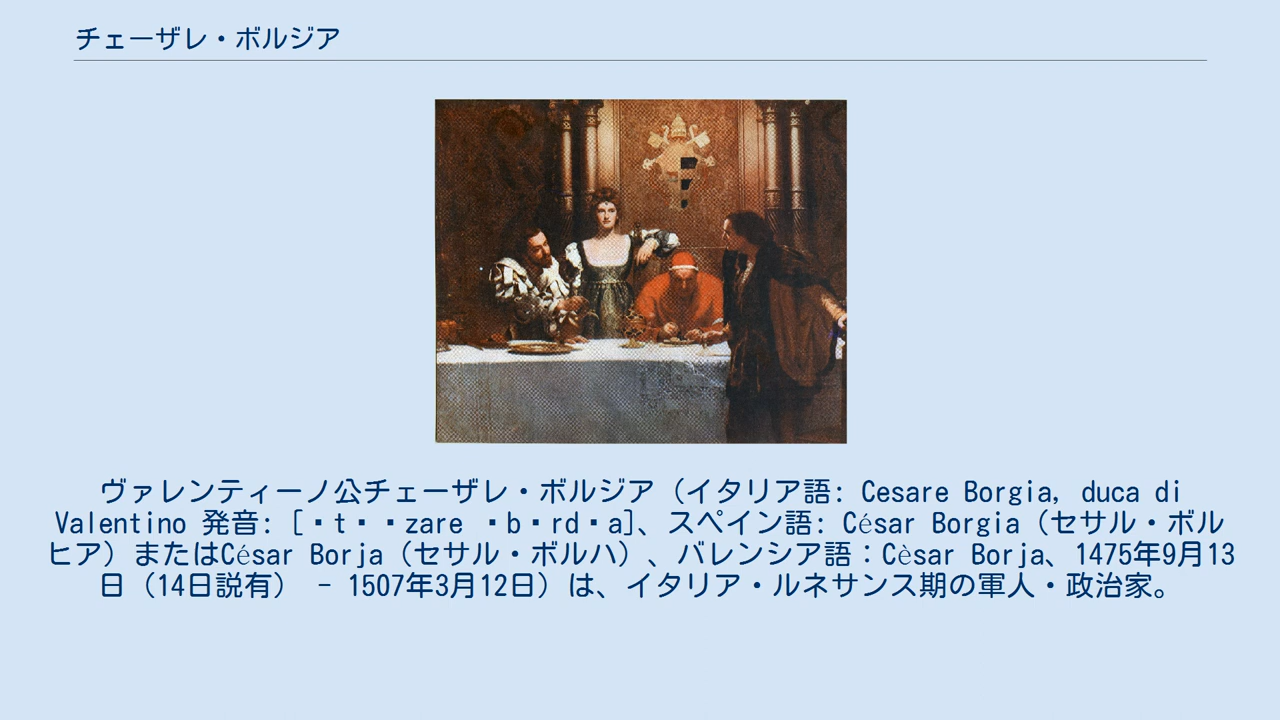 チェーザレ・ボルジア
ヴァレンティーノ公チェーザレ・ボルジア（イタリア語: Cesare Borgia, duca di
Valentino 発音: [▪t▪ ▪zare ▪b▪rd▪a]、スペイン語: César Borgia（セサル・ボル
ヒア）またはCésar Borja（セサル・ボルハ）、バレンシア語：Cèsar Borja、1475年9月13
日（14日説有） – 1507年3月12日）は、イタリア・ルネサンス期の軍人・政治家。